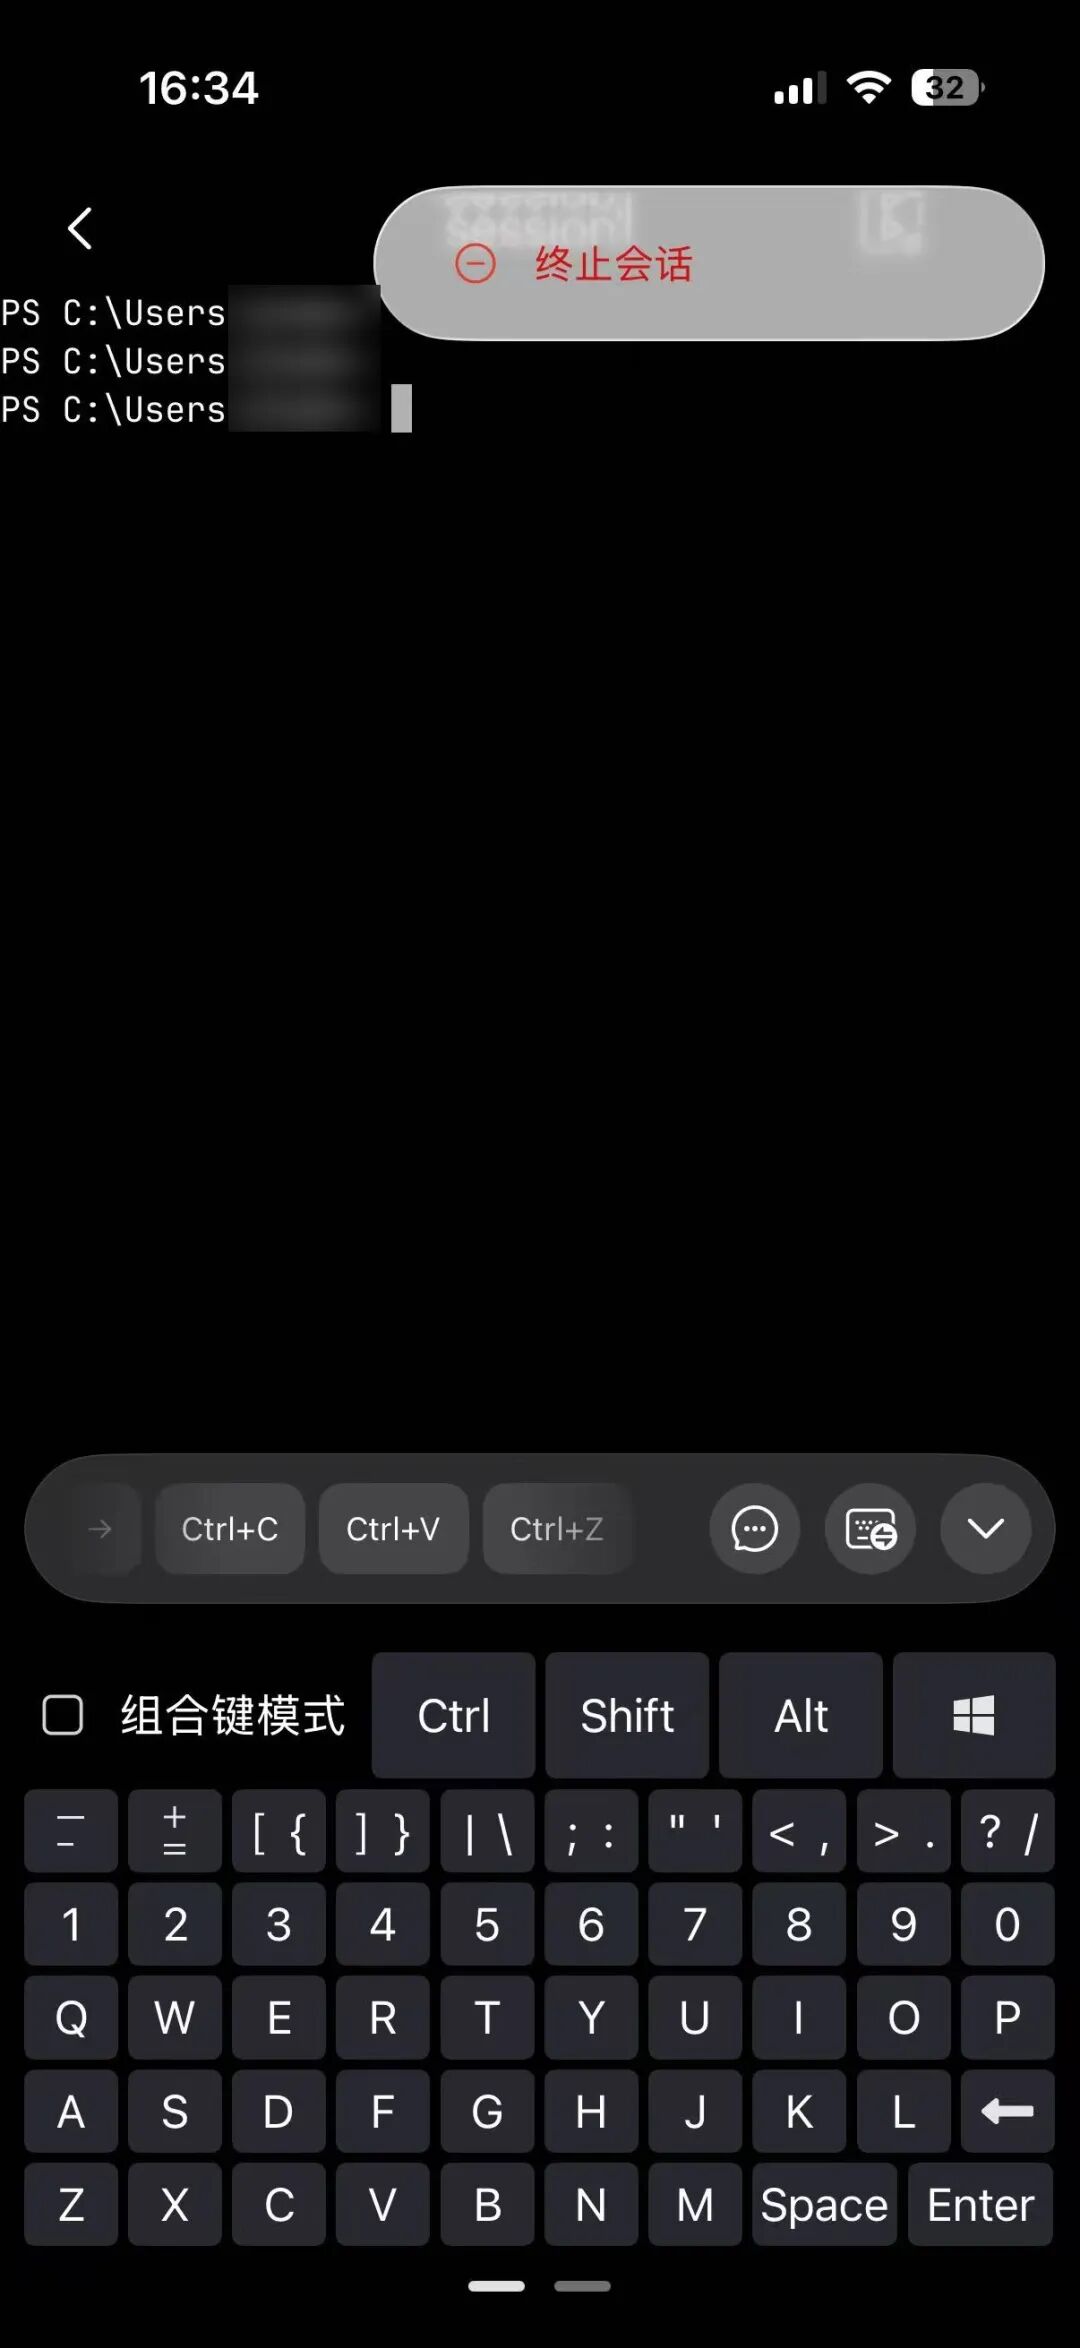 16:34
32
终止会话
PS C:\Users
PS C:\Users
PS C:\Users
→ Ctrl+C Ctrl+V Ctrl+Z
组合键模式 Ctrl Shift Alt
— - + = [ { ] } | \ ; : " ' < , > . ? /
1 2 3 4 5 6 7 8 9 0
Q W E R T Y U I O P
A S D F G H J K L ←
Z X C V B N M Space Enter